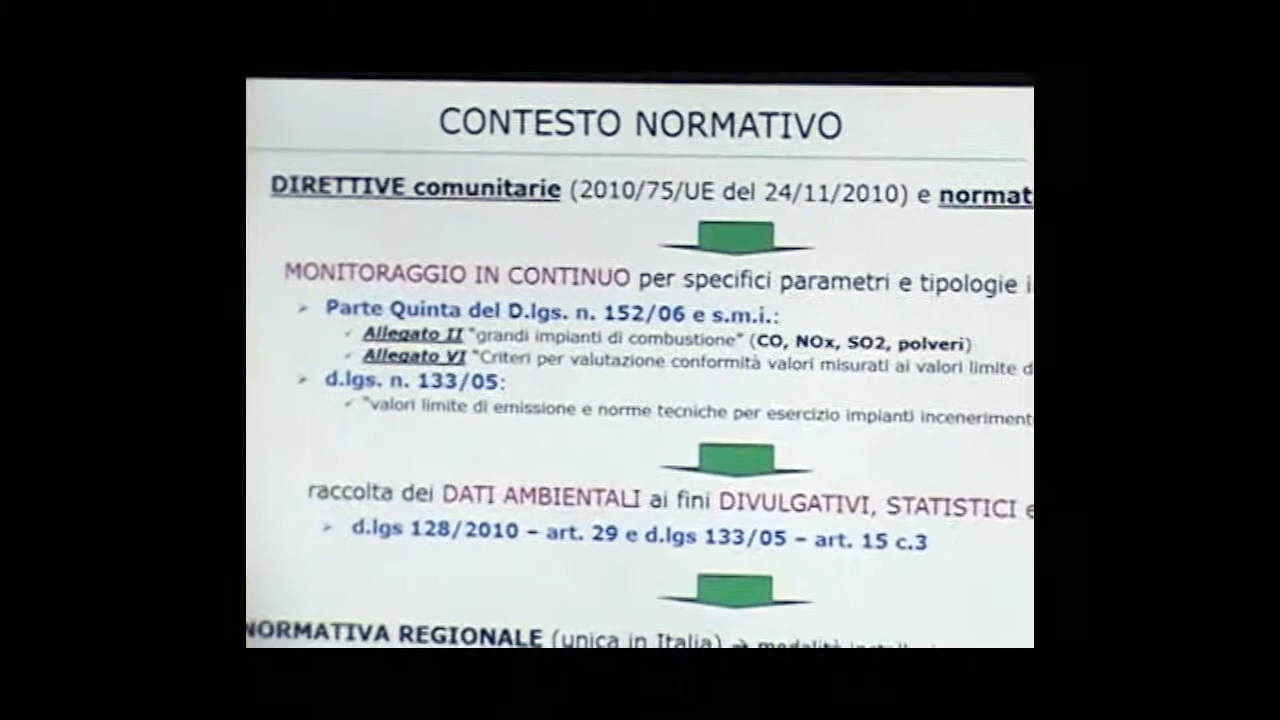 CONTESTO NORMATIVO
DIRETTIVE comunitarie (2010/75/UE del 24/11/2010) e normat
MONITORAGGIO IN CONTINUO per specifici parametri e tipologie i
Parte Quinta del D.lgs. n. 152/06 e s.m.i.:
Allegato II "grandi impianti di combustione" (CO, NOx, SO2, polveri)
Allegato VI "Criteri per valutazione conformità valori misurati ai valori limite d
d.lgs. n. 133/05:
"valori limite di emissione e norme tecniche per esercizio impianti inceneriment
raccolta dei DATI AMBIENTALI ai fini DIVULGATIVI, STATISTICI e
d.lgs 128/2010 – art. 29 e d.lgs 133/05 – art. 15 c.3
NORMATIVA REGIONALE (unica in Italia) → modalità